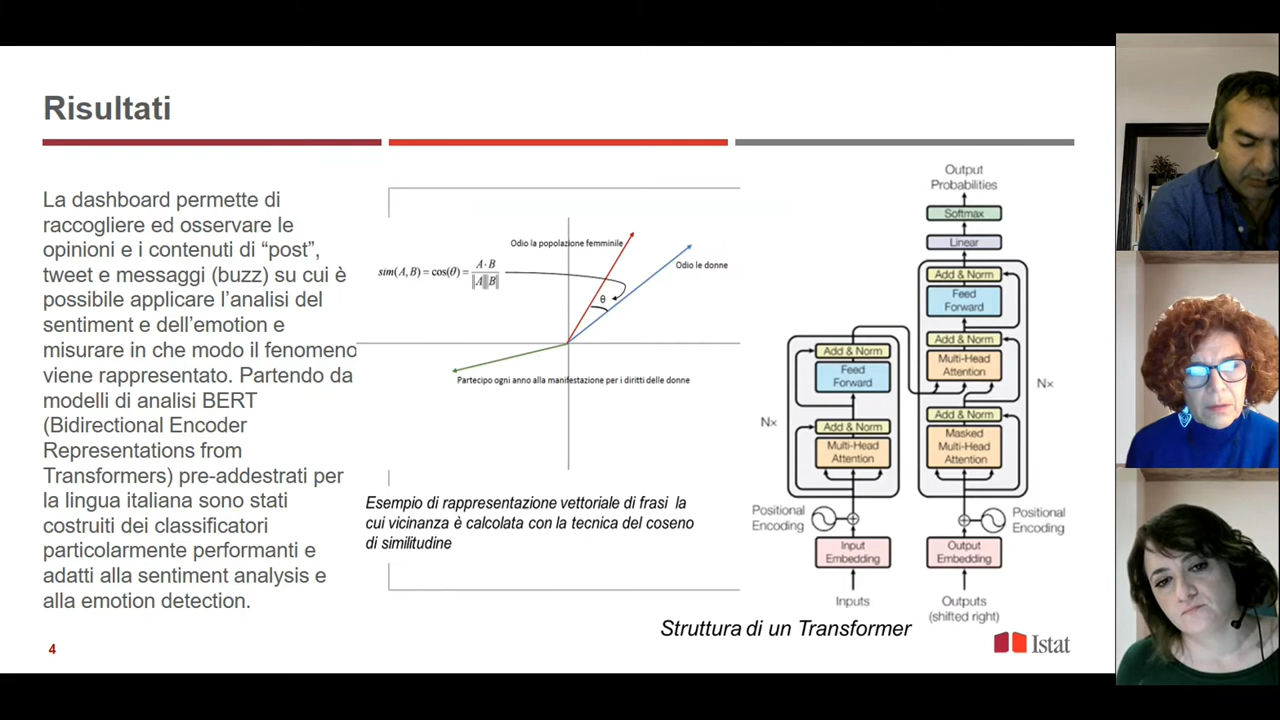 Risultati
La dashboard permette di
raccogliere ed osservare le
opinioni e i contenuti di “post”,
tweet e messaggi (buzz) su cui è
possibile applicare l’analisi del
sentiment e dell’emotion e
misurare in che modo il fenomeno
viene rappresentato. Partendo da
modelli di analisi BERT
(Bidirectional Encoder
Representations from
Transformers) pre-addestrati per
la lingua italiana sono stati
costruiti dei classificatori
particolarmente performanti e
adatti alla sentiment analysis e
alla emotion detection.
4
Odio la popolazione femminile
Odio le donne
sim(A, B) = cos(θ) = A · B / ‖A‖‖B‖
θ
Partecipo ogni anno alla manifestazione per i diritti delle donne
Esempio di rappresentazione vettoriale di frasi la
cui vicinanza è calcolata con la tecnica del coseno
di similitudine
Output
Probabilities
Softmax
Linear
Add & Norm
Feed
Forward
Add & Norm
Multi-Head
Attention
Add & Norm
Masked
Multi-Head
Attention
Nx
Add & Norm
Feed
Forward
Add & Norm
Multi-Head
Attention
Nx
Positional
Encoding
Positional
Encoding
Input
Embedding
Output
Embedding
Inputs
Outputs
(shifted right)
Struttura di un Transformer
Istat